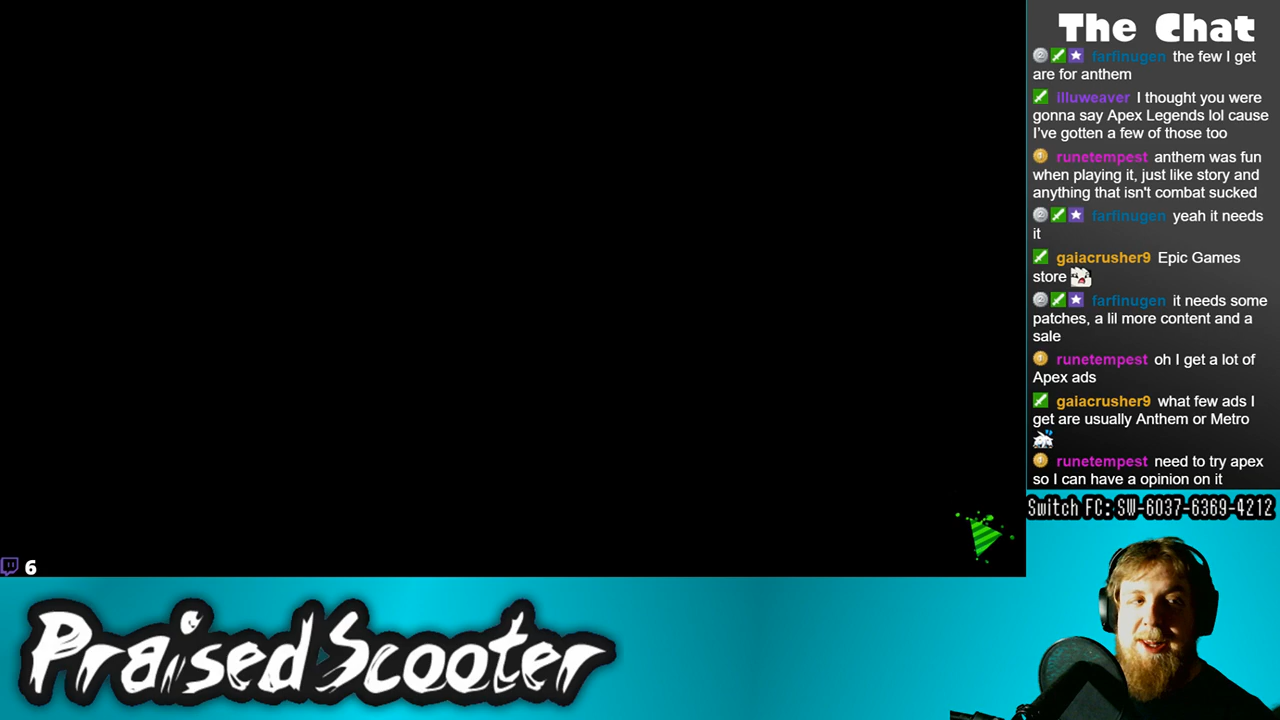 The Chat
farfinugen the few I get
are for anthem
illuweaver I thought you were
gonna say Apex Legends lol cause
I've gotten a few of those too
runetempest anthem was fun
when playing it, just like story and
anything that isn't combat sucked
farfinugen yeah it needs
it
gaiacrusher9 Epic Games
store
farfinugen it needs some
patches, a lil more content and a
sale
runetempest oh I get a lot of
Apex ads
gaiacrusher9 what few ads I
get are usually Anthem or Metro
runetempest need to try apex
so I can have a opinion on it
Switch FC: SW-6037-6369-4212
6
PraisedScooter